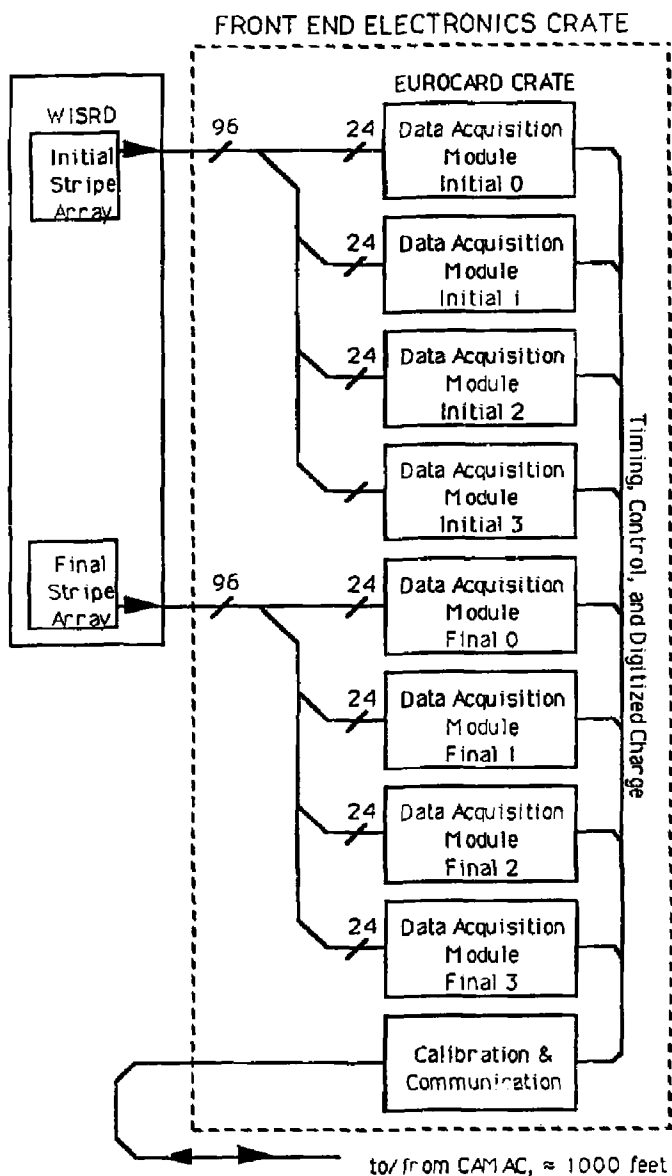 FRONT END ELECTRONICS CRATE
EUROCARD CRATE
WISRD
Initial
Stripe
Array
96
24
Data Acquisition
Module
Initial 0
24
Data Acquisition
Module
Initial 1
24
Data Acquisition
Module
Initial 2
24
Data Acquisition
Module
Initial 3
Final
Stripe
Array
96
24
Data Acquisition
Module
Final 0
24
Data Acquisition
Module
Final 1
24
Data Acquisition
Module
Final 2
24
Data Acquisition
Module
Final 3
Timing, Control, and Digitized Charge
Calibration &
Communication
to/from CAMAC, ≈ 1000 feet